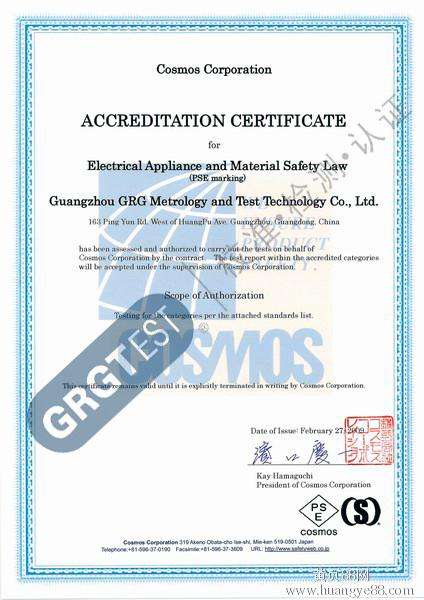 Cosmos Corporation
ACCREDITATION CERTIFICATE
for
Electrical Appliance and Material Safety Law
(PSE marking)
Guangzhou GRG Metrology and Test Technology Co., Ltd.
163 Ping Yun Rd, West of HuangPu Ave. Guangzhou, Guangdong, China
has been assessed and authorized to carry out the tests on behalf of
Cosmos Corporation by the contract. The test report within the accredited categories
will be accepted under the supervision of Cosmos Corporation.
Scope of Authorization
Testing for the categories per the attached standards list.
COSMOS
®
GRGTEST
校准·检测·认证
This certificate remains valid until it is explicitly terminated in writing by Cosmos Corporation.
Date of Issue: February 27, 2009
Kay Hamaguchi
President of Cosmos Corporation
PS
E
cosmos
(S)
Cosmos Corporation 319 Akeno Obata-cho Ise-shi, Mie-ken 519-0501 Japan
Telephone:+81-596-37-0190 Facsimile:+81-596-37-3609 URL: http://www.safetyweb.co.jp
黄页88网
www.huangye88.com